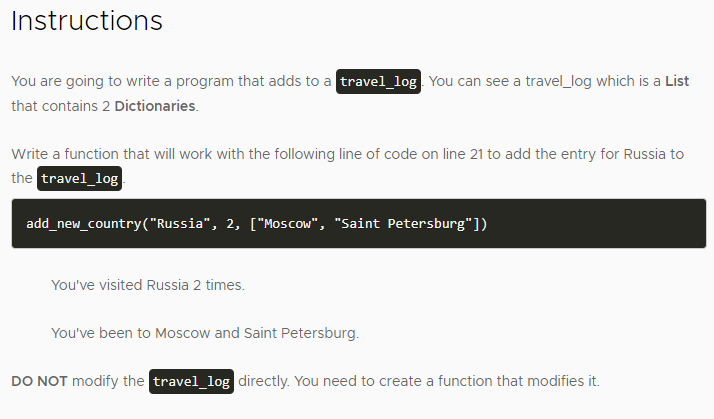 Instructions
You are going to write a program that adds to a travel_log. You can see a travel_log which is a List
that contains 2 Dictionaries.
Write a function that will work with the following line of code on line 21 to add the entry for Russia to
the travel_log.
add_new_country("Russia", 2, ["Moscow", "Saint Petersburg"])
You've visited Russia 2 times.
You've been to Moscow and Saint Petersburg.
DO NOT modify the travel_log directly. You need to create a function that modifies it.